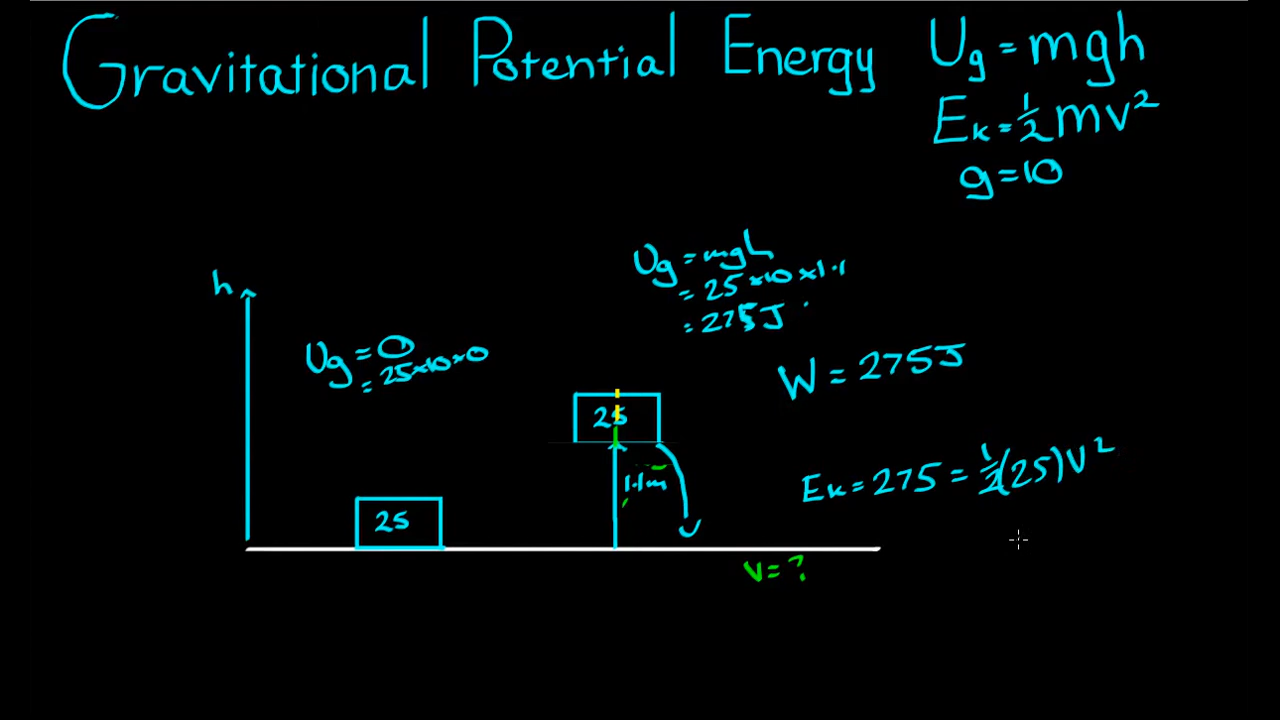 Gravitational Potential Energy
Ug = mgh
Ek = ½mv²
g = 10
h
Ug = mgh
= 25 × 10 × 1.1
= 275J
Ug = 0
= 25 × 10 × 0
W = 275J
25
1.1m
Ek = 275 = ½(25)V²
25
V = ?